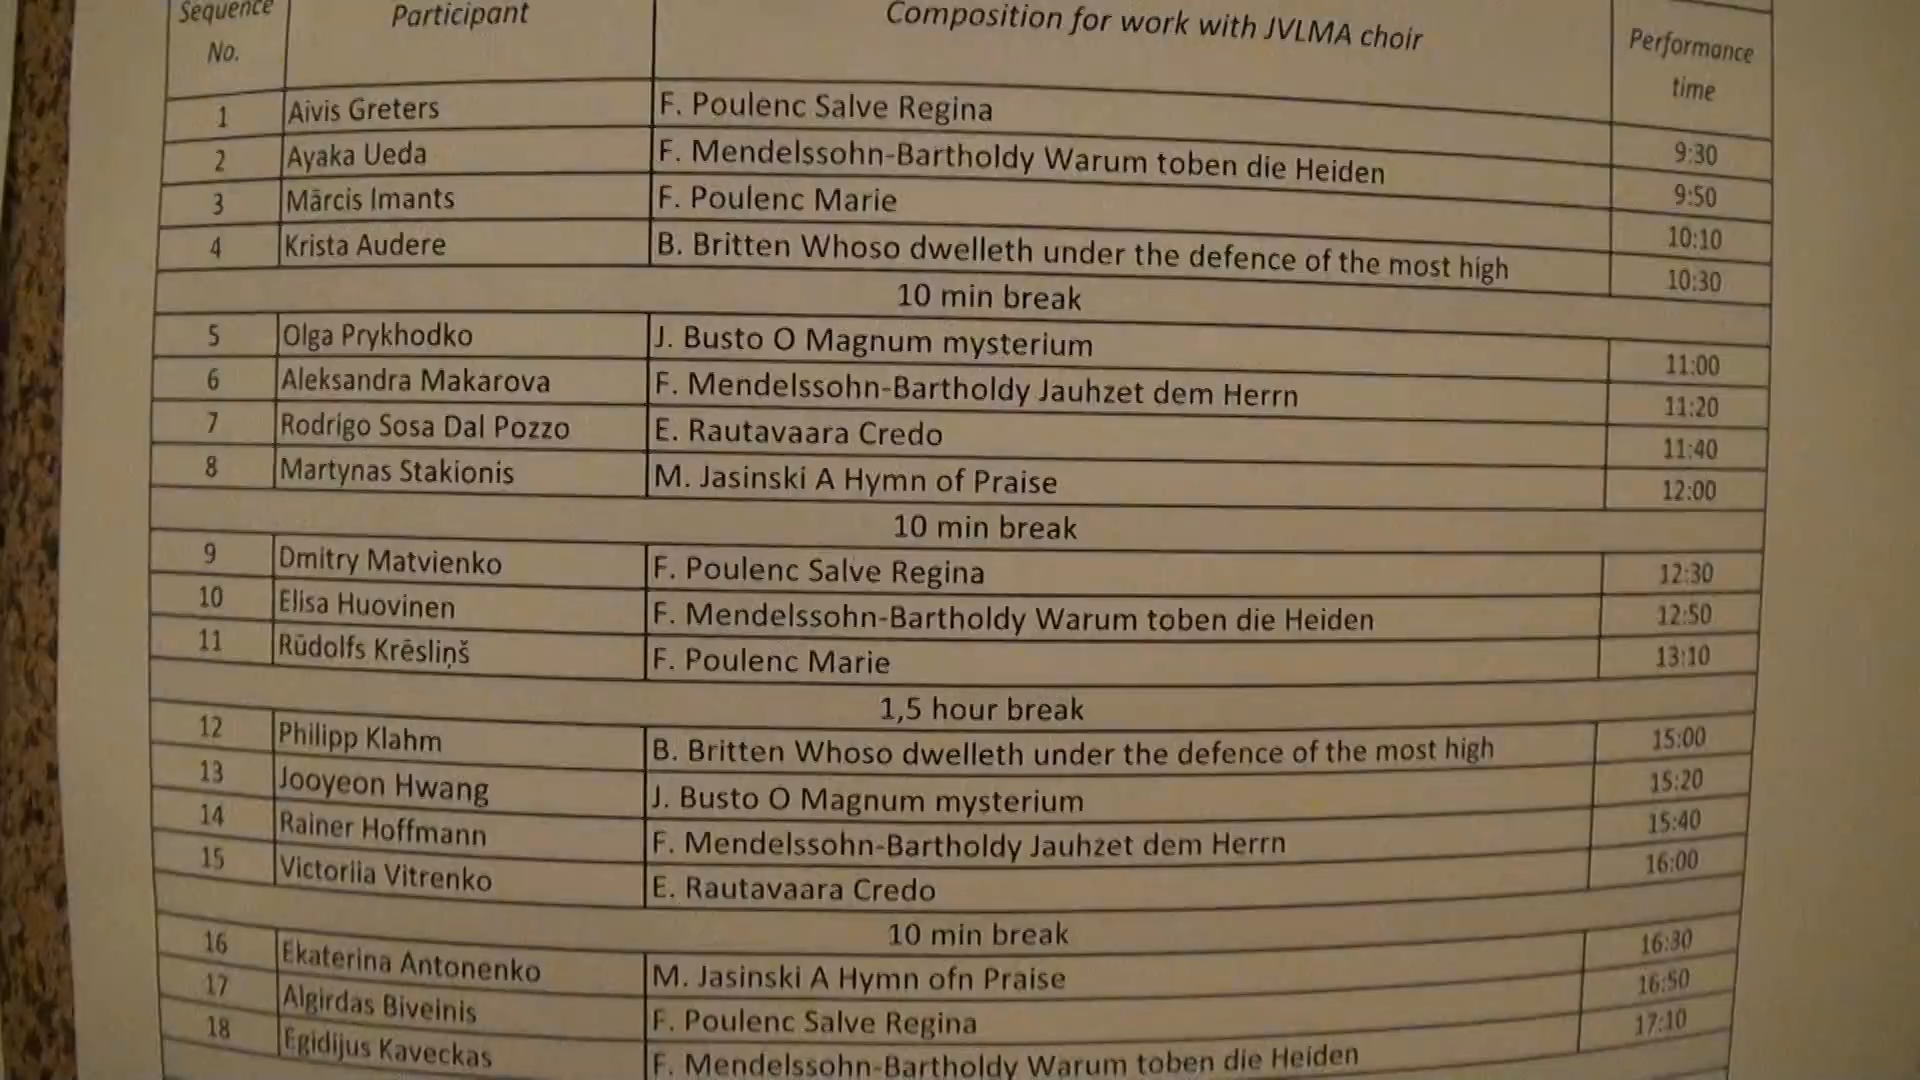 Sequence No. Participant Composition for work with JVLMA choir Performance time
1 Aivis Greters F. Poulenc Salve Regina 9:30
2 Ayaka Ueda F. Mendelssohn-Bartholdy Warum toben die Heiden 9:50
3 Mārcis Imants F. Poulenc Marie 10:10
4 Krista Audere B. Britten Whoso dwelleth under the defence of the most high 10:30
10 min break
5 Olga Prykhodko J. Busto O Magnum mysterium 11:00
6 Aleksandra Makarova F. Mendelssohn-Bartholdy Jauhzet dem Herrn 11:20
7 Rodrigo Sosa Dal Pozzo E. Rautavaara Credo 11:40
8 Martynas Stakionis M. Jasinski A Hymn of Praise 12:00
10 min break
9 Dmitry Matvienko F. Poulenc Salve Regina 12:30
10 Elisa Huovinen F. Mendelssohn-Bartholdy Warum toben die Heiden 12:50
11 Rūdolfs Krēsliņš F. Poulenc Marie 13:10
1,5 hour break
12 Philipp Klahm B. Britten Whoso dwelleth under the defence of the most high 15:00
13 Jooyeon Hwang J. Busto O Magnum mysterium 15:20
14 Rainer Hoffmann F. Mendelssohn-Bartholdy Jauhzet dem Herrn 15:40
15 Victoriia Vitrenko E. Rautavaara Credo 16:00
10 min break
16 Ekaterina Antonenko M. Jasinski A Hymn ofn Praise 16:30
17 Algirdas Biveinis F. Poulenc Salve Regina 16:50
18 Egidijus Kaveckas F. Mendelssohn-Bartholdy Warum toben die Heiden 17:10